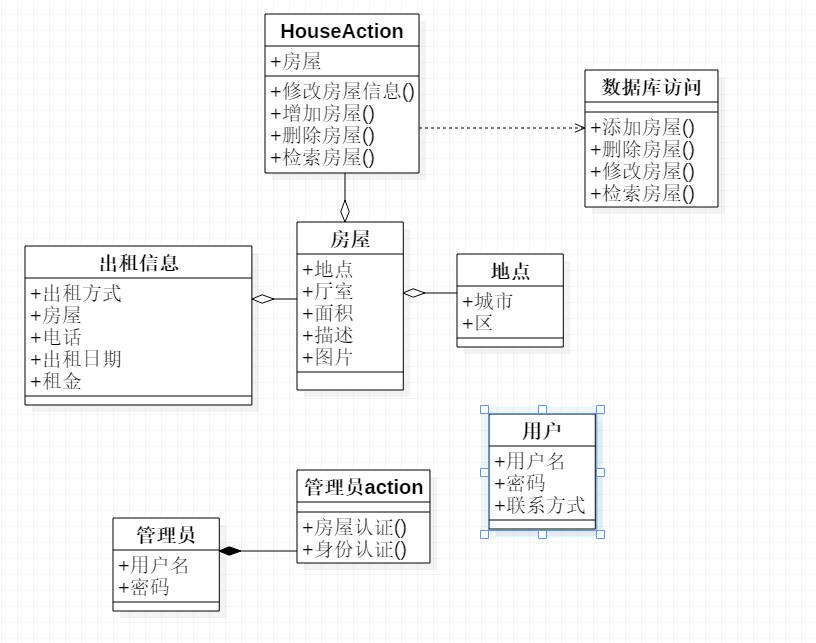 HouseAction
+房屋
+修改房屋信息()
+增加房屋()
+删除房屋()
+检索房屋()
数据库访问
+添加房屋()
+删除房屋()
+修改房屋()
+检索房屋()
房屋
+地点
+厅室
+面积
+描述
+图片
出租信息
+出租方式
+房屋
+电话
+出租日期
+租金
地点
+城市
+区
用户
+用户名
+密码
+联系方式
管理员action
+房屋认证()
+身份认证()
管理员
+用户名
+密码